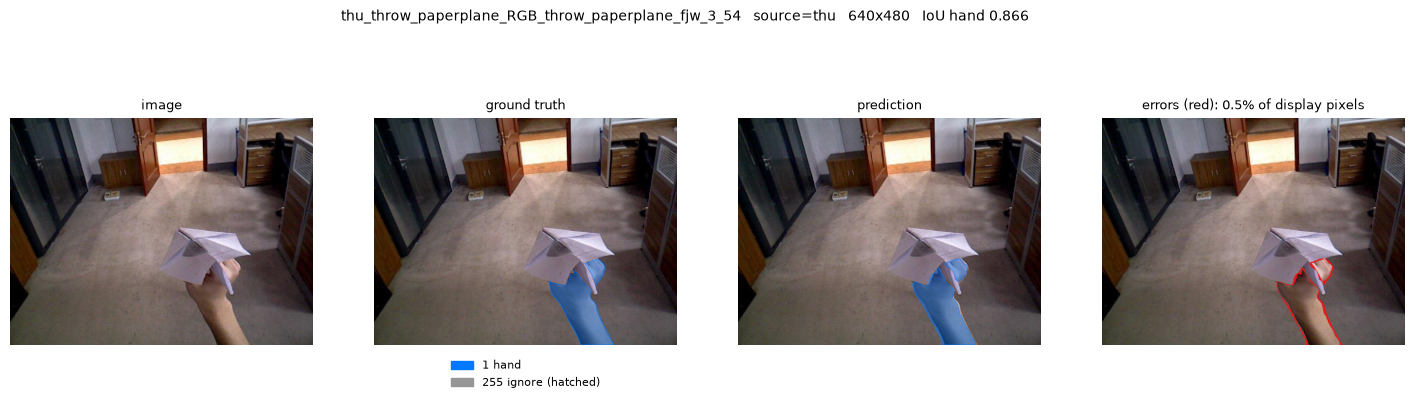 thu_throw_paperplane_RGB_throw_paperplane_fjw_3_54 source=thu 640x480 IoU hand 0.866
image
ground truth
prediction
errors (red): 0.5% of display pixels
1 hand
255 ignore (hatched)